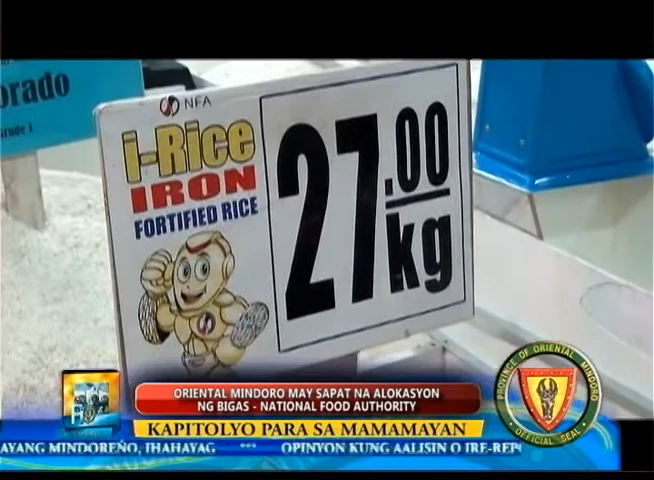 orado
Grade 1
NFA
i-Rice
IRON
FORTIFIED RICE
27.00
kg
ORIENTAL MINDORO MAY SAPAT NA ALOKASYON
NG BIGAS - NATIONAL FOOD AUTHORITY
KAPITOLYO PARA SA MAMAMAYAN
AYANG MINDOREÑO, IHAHAYAG *** OPINYON KUNG AALISIN O IRE-REP
PROVINCE OF ORIENTAL MINDORO
OFFICIAL SEAL